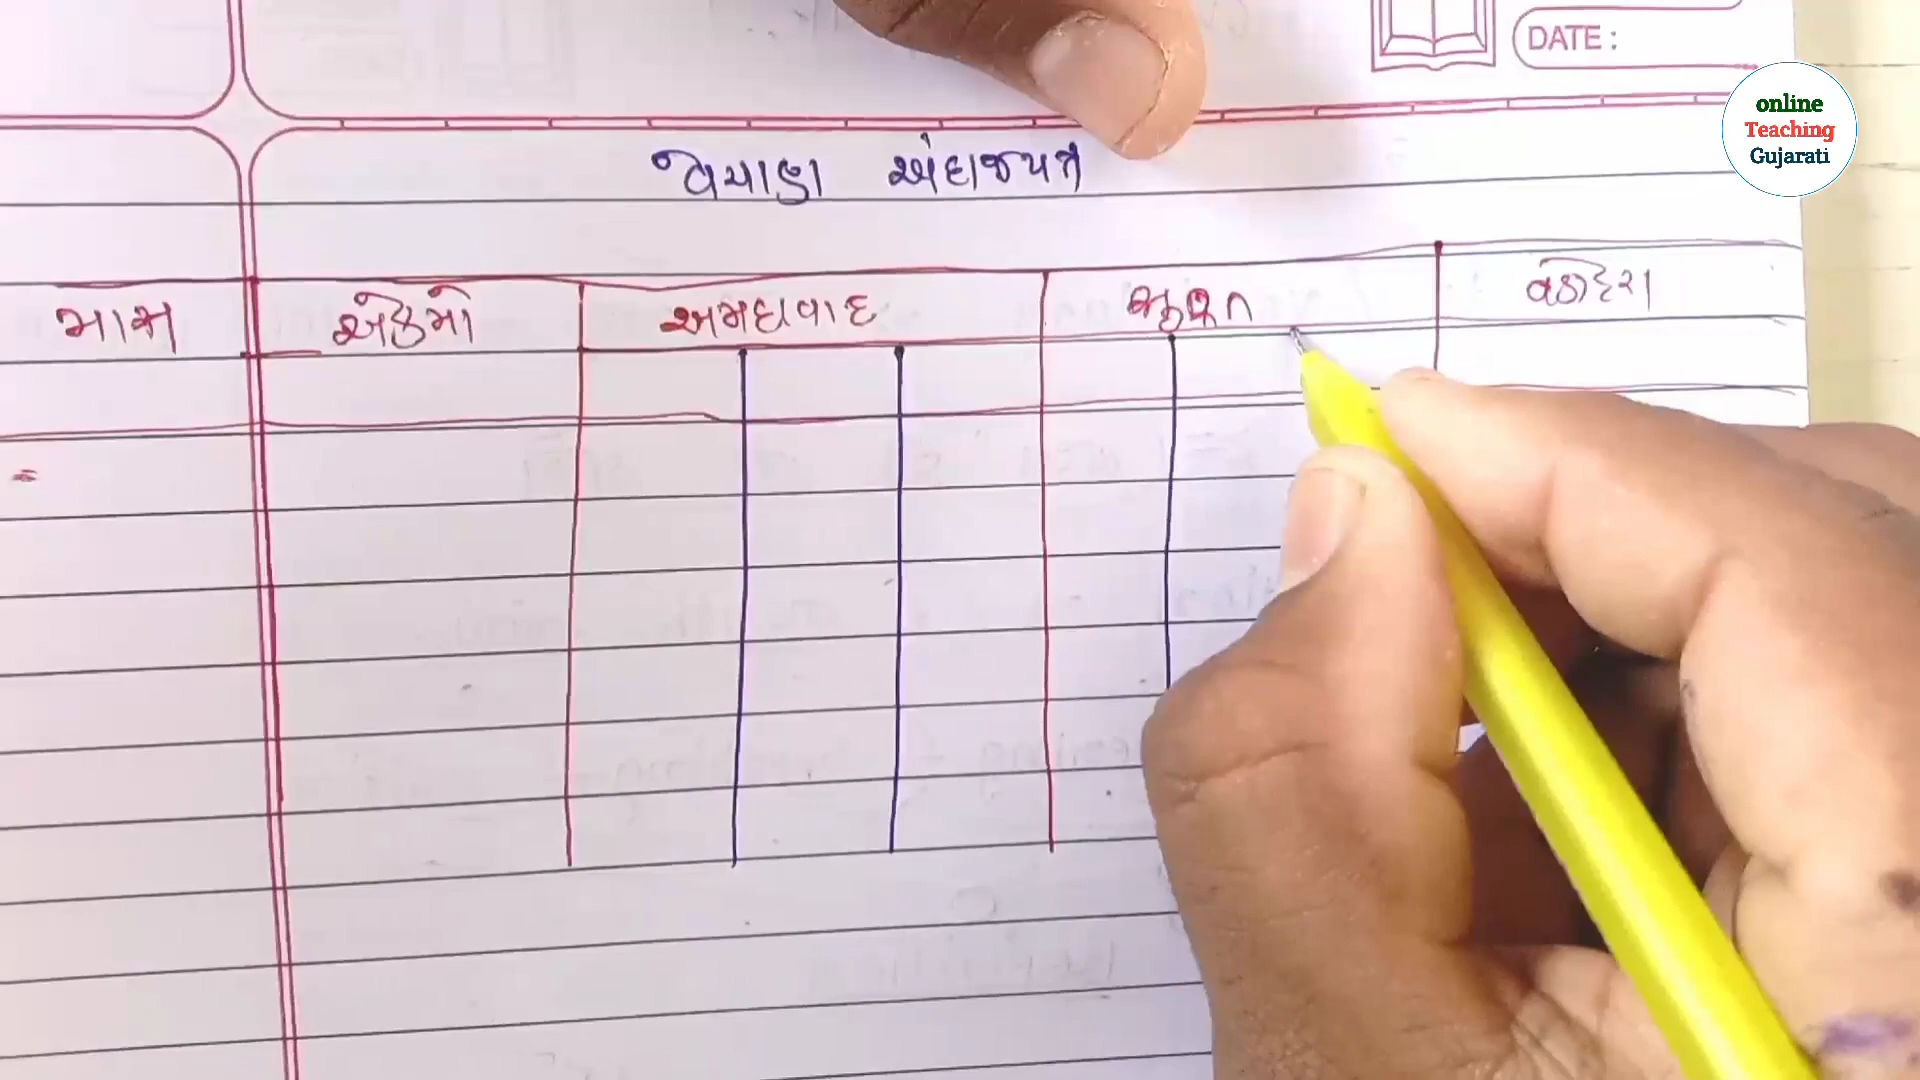 DATE :
online
Teaching
Gujarati
વેચાણ અંદાજપત્ર
માસ એકમો અમદાવાદ સુરત વડોદરા